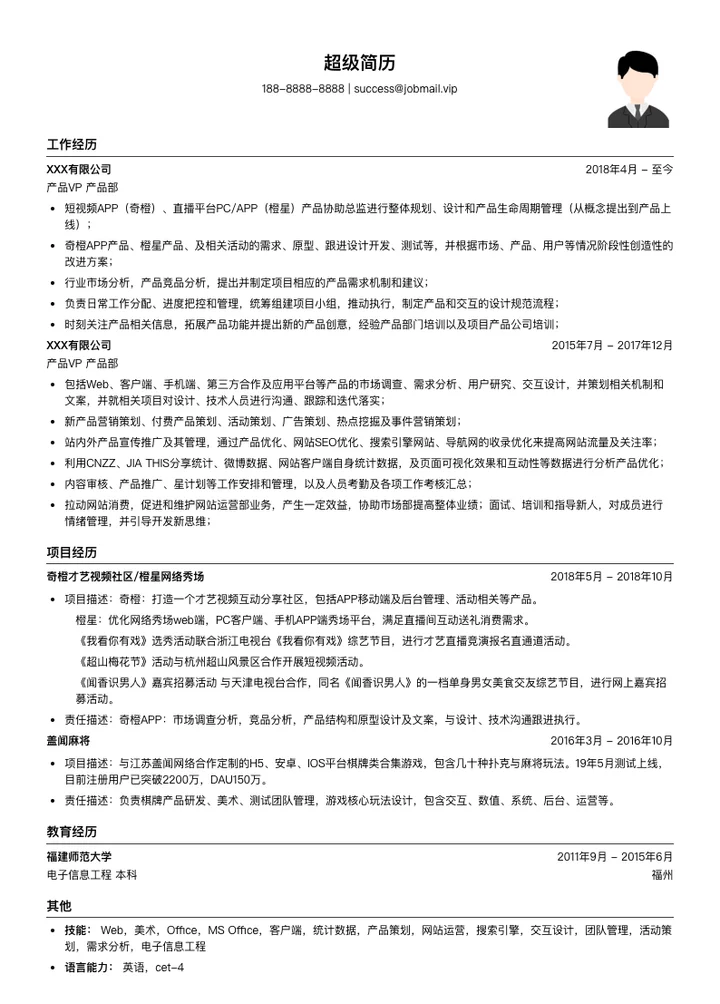 超级简历
188-8888-8888 | success@jobmail.vip
工作经历
XXX有限公司 2018年4月 – 至今
产品VP 产品部
• 短视频APP（奇橙）、直播平台PC/APP（橙星）产品协助总监进行整体规划、设计和产品生命周期管理（从概念提出到产品上
线）；
• 奇橙APP产品、橙星产品、及相关活动的需求、原型、跟进设计开发、测试等，并根据市场、产品、用户等情况阶段性创造性的
改进方案；
• 行业市场分析，产品竞品分析，提出并制定项目相应的产品需求机制和建议；
• 负责日常工作分配、进度把控和管理，统筹组建项目小组，推动执行，制定产品和交互的设计规范流程；
• 时刻关注产品相关信息，拓展产品功能并提出新的产品创意，经验产品部门培训以及项目产品公司培训；
XXX有限公司 2015年7月 – 2017年12月
产品VP 产品部
• 包括Web、客户端、手机端、第三方合作及应用平台等产品的市场调查、需求分析、用户研究、交互设计，并策划相关机制和
文案，并就相关项目对设计、技术人员进行沟通、跟踪和迭代落实；
• 新产品营销策划、付费产品策划、活动策划、广告策划、热点挖掘及事件营销策划；
• 站内外产品宣传推广及其管理，通过产品优化、网站SEO优化、搜索引擎网站、导航网的收录优化来提高网站流量及关注率；
• 利用CNZZ、JIA THIS分享统计、微博数据、网站客户端自身统计数据，及页面可视化效果和互动性等数据进行分析产品优化；
• 内容审核、产品推广、星计划等工作安排和管理，以及人员考勤及各项工作考核汇总；
• 拉动网站消费，促进和维护网站运营部业务，产生一定效益，协助市场部提高整体业绩；面试、培训和指导新人，对成员进行
情绪管理，并引导开发新思维；
项目经历
奇橙才艺视频社区/橙星网络秀场 2018年5月 – 2018年10月
• 项目描述：奇橙：打造一个才艺视频互动分享社区，包括APP移动端及后台管理、活动相关等产品。
橙星：优化网络秀场web端，PC客户端、手机APP端秀场平台，满足直播间互动送礼消费需求。
《我看你有戏》选秀活动联合浙江电视台《我看你有戏》综艺节目，进行才艺直播竞演报名直通道活动。
《超山梅花节》活动与杭州超山风景区合作开展短视频活动。
《闻香识男人》嘉宾招募活动 与天津电视台合作，同名《闻香识男人》的一档单身男女美食交友综艺节目，进行网上嘉宾招
募活动。
• 责任描述：奇橙APP：市场调查分析，竞品分析，产品结构和原型设计及文案，与设计、技术沟通跟进执行。
盖闻麻将 2016年3月 – 2016年10月
• 项目描述：与江苏盖闻网络合作定制的H5、安卓、IOS平台棋牌类合集游戏，包含几十种扑克与麻将玩法。19年5月测试上线，
目前注册用户已突破2200万，DAU150万。
• 责任描述：负责棋牌产品研发、美术、测试团队管理，游戏核心玩法设计，包含交互、数值、系统、后台、运营等。
教育经历
福建师范大学 2011年9月 – 2015年6月
电子信息工程 本科 福州
其他
• 技能： Web，美术，Office，MS Office，客户端，统计数据，产品策划，网站运营，搜索引擎，交互设计，团队管理，活动策
划，需求分析，电子信息工程
• 语言能力： 英语，cet-4